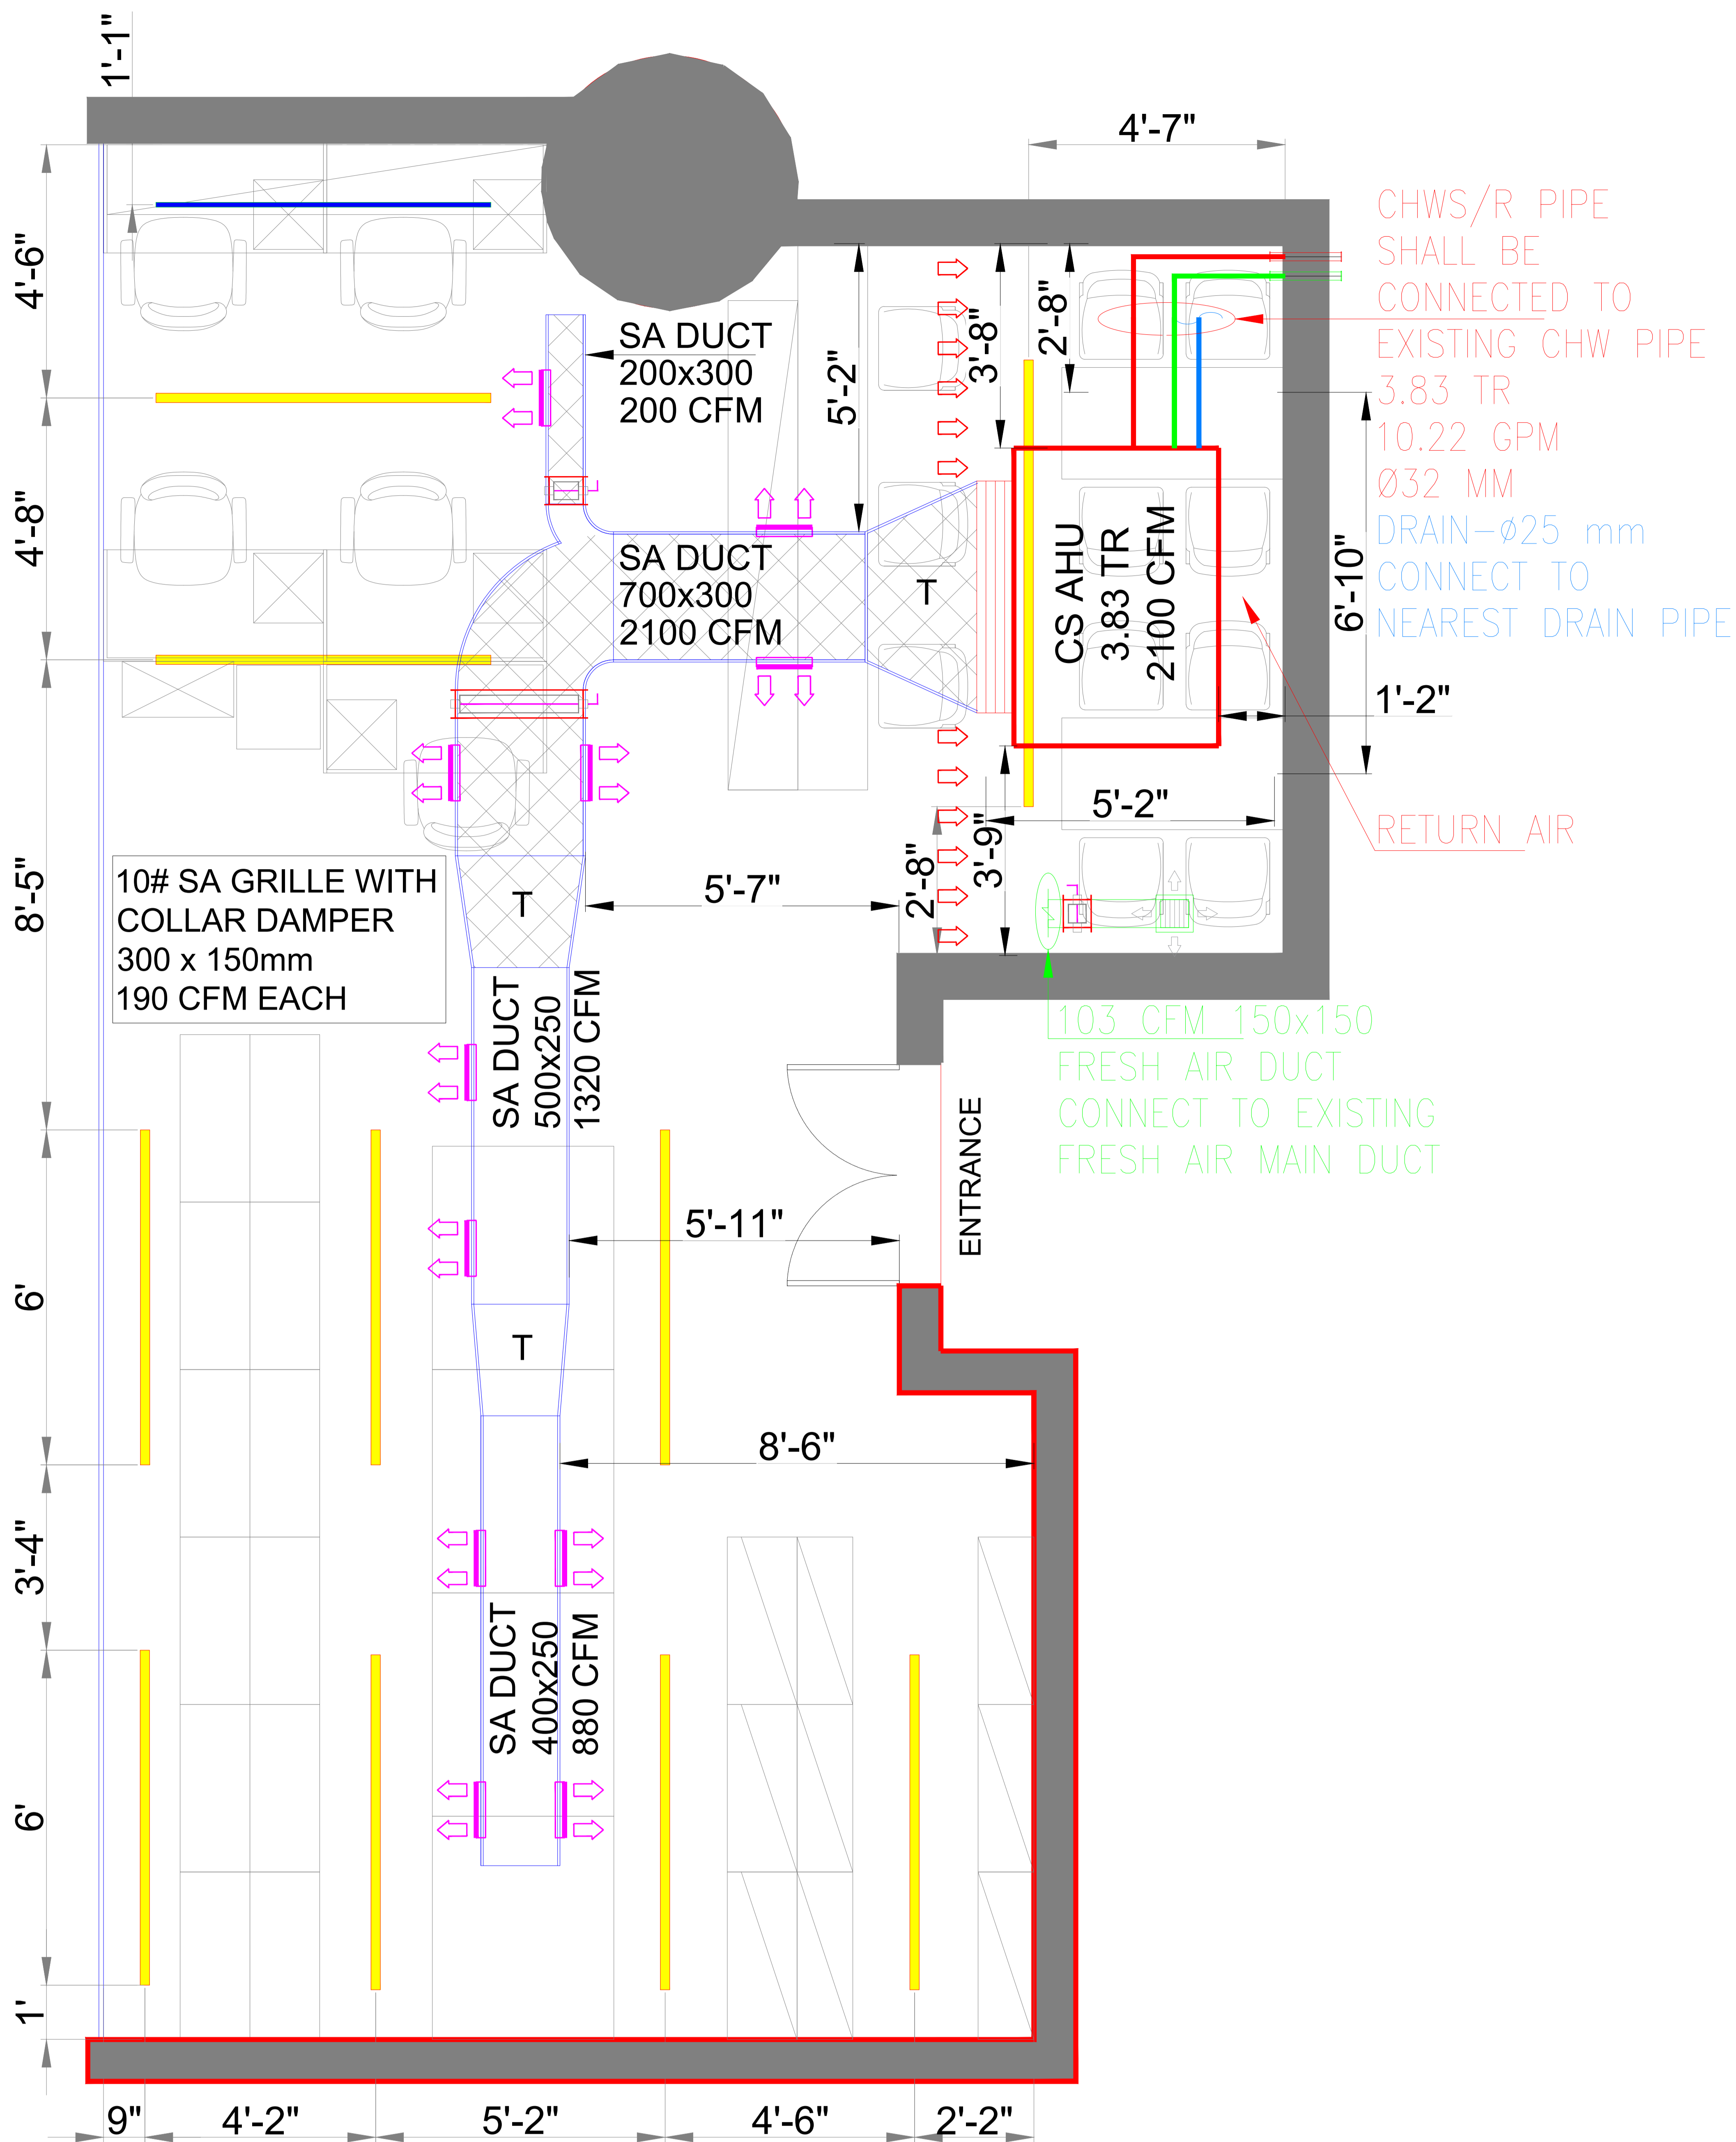 1'-1"
4'-7"
CHWS/R PIPE
SHALL BE
CONNECTED TO
EXISTING CHW PIPE
3.83 TR
10.22 GPM
Ø32 MM
DRAIN-ø25 mm
CONNECT TO
NEAREST DRAIN PIPE
4'-6"
SA DUCT
200x300
200 CFM
5'-2"
3'-8"
2'-8"
4'-8"
SA DUCT
700x300
2100 CFM
T
CS AHU
3.83 TR
2100 CFM
6'-10"
1'-2"
5'-2"
RETURN AIR
8'-5"
10# SA GRILLE WITH
COLLAR DAMPER
300 x 150mm
190 CFM EACH
T
5'-7"
2'-8"
3'-9"
SA DUCT
500x250
1320 CFM
103 CFM 150x150
FRESH AIR DUCT
CONNECT TO EXISTING
FRESH AIR MAIN DUCT
ENTRANCE
5'-11"
6'
T
8'-6"
3'-4"
SA DUCT
400x250
880 CFM
6'
1'
9"
4'-2"
5'-2"
4'-6"
2'-2"